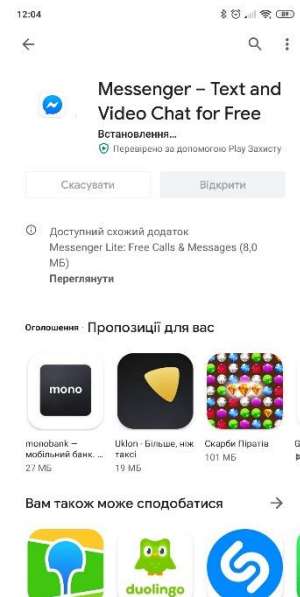 12:04
89
Messenger – Text and
Video Chat for Free
Встановлення...
Перевірено за допомогою Play Захисту
Скасувати
Відкрити
Доступний схожий додаток
Messenger Lite: Free Calls & Messages (8,0
МБ)
Переглянути
Оголошення · Пропозиції для вас
mono
monobank —
мобільний банк. ...
27 МБ
Uklon - Більше, ніж
таксі
19 МБ
Скарби Піратів
101 МБ
Вам також може сподобатися
duolingo